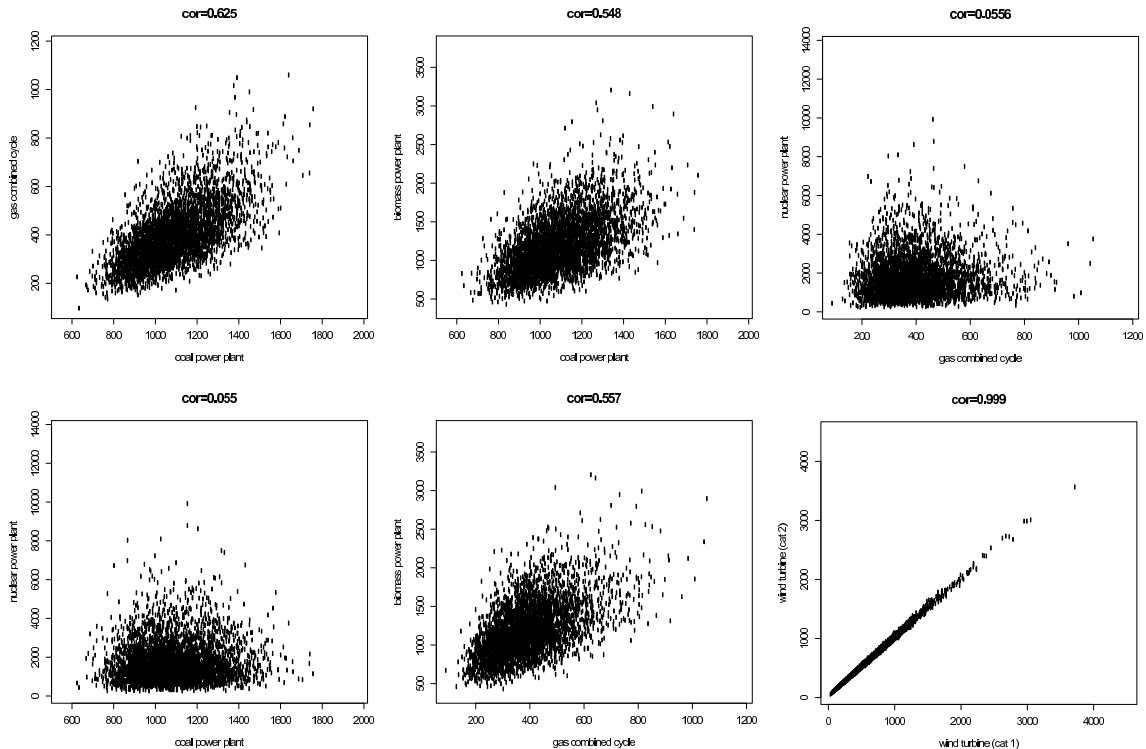 cor=0.625
1200
1000
800
600
400
200
gas combined cycle
600 800 1000 1200 1400 1600 1800 2000
coal power plant
cor=0.548
3500
3000
2500
2000
1500
1000
500
biomass power plant
600 800 1000 1200 1400 1600 1800 2000
coal power plant
cor=0.0556
14000
12000
10000
8000
6000
4000
2000
0
nuclear power plant
200 400 600 800 1000 1200
gas combined cycle
cor=0.055
14000
12000
10000
8000
6000
4000
2000
0
nuclear power plant
600 800 1000 1200 1400 1600 1800 2000
coal power plant
cor=0.557
3500
3000
2500
2000
1500
1000
500
biomass power plant
200 400 600 800 1000 1200
gas combined cycle
cor=0.999
4000
3000
2000
1000
0
wind turbine (cat 2)
0 1000 2000 3000 4000
wind turbine (cat 1)